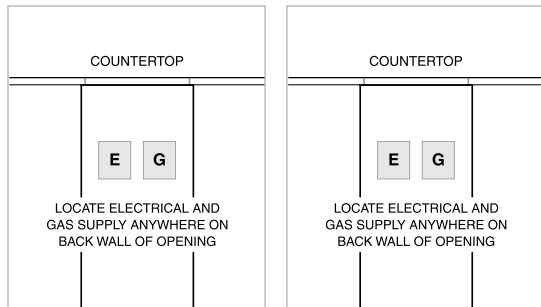 COUNTERTOP
E G
LOCATE ELECTRICAL AND
GAS SUPPLY ANYWHERE ON
BACK WALL OF OPENING
COUNTERTOP
E G
LOCATE ELECTRICAL AND
GAS SUPPLY ANYWHERE ON
BACK WALL OF OPENING